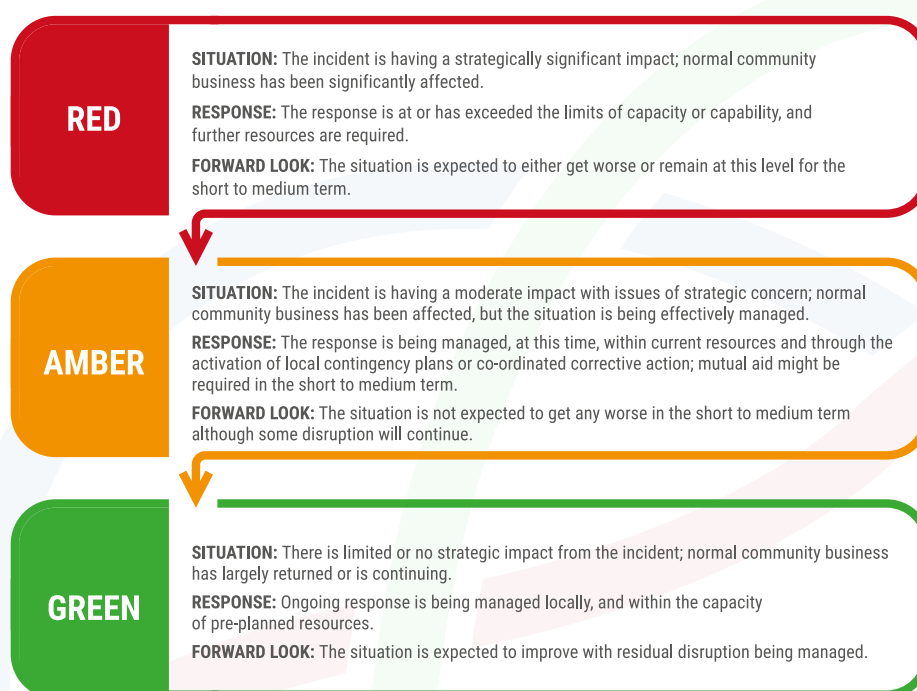 RED
SITUATION: The incident is having a strategically significant impact; normal community
business has been significantly affected.
RESPONSE: The response is at or has exceeded the limits of capacity or capability, and
further resources are required.
FORWARD LOOK: The situation is expected to either get worse or remain at this level for the
short to medium term.
AMBER
SITUATION: The incident is having a moderate impact with issues of strategic concern; normal
community business has been affected, but the situation is being effectively managed.
RESPONSE: The response is being managed, at this time, within current resources and through the
activation of local contingency plans or co-ordinated corrective action; mutual aid might be
required in the short to medium term.
FORWARD LOOK: The situation is not expected to get any worse in the short to medium term
although some disruption will continue.
GREEN
SITUATION: There is limited or no strategic impact from the incident; normal community business
has largely returned or is continuing.
RESPONSE: Ongoing response is being managed locally, and within the capacity
of pre-planned resources.
FORWARD LOOK: The situation is expected to improve with residual disruption being managed.